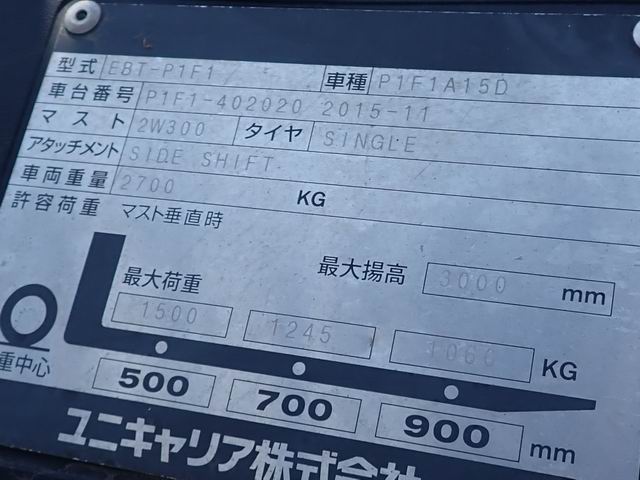 型式 EBT-P1F1 車種 P1F1A15D
車台番号 P1F1-402020 2015-11
マスト 2W300 タイヤ SINGLE
アタッチメント SIDE SHIFT
車両重量 2700 KG
許容荷重 マスト垂直時
最大揚高 3000 mm
最大荷重
1500 1245 1060 KG
重中心 500 700 900 mm
ユニキャリア株式会社